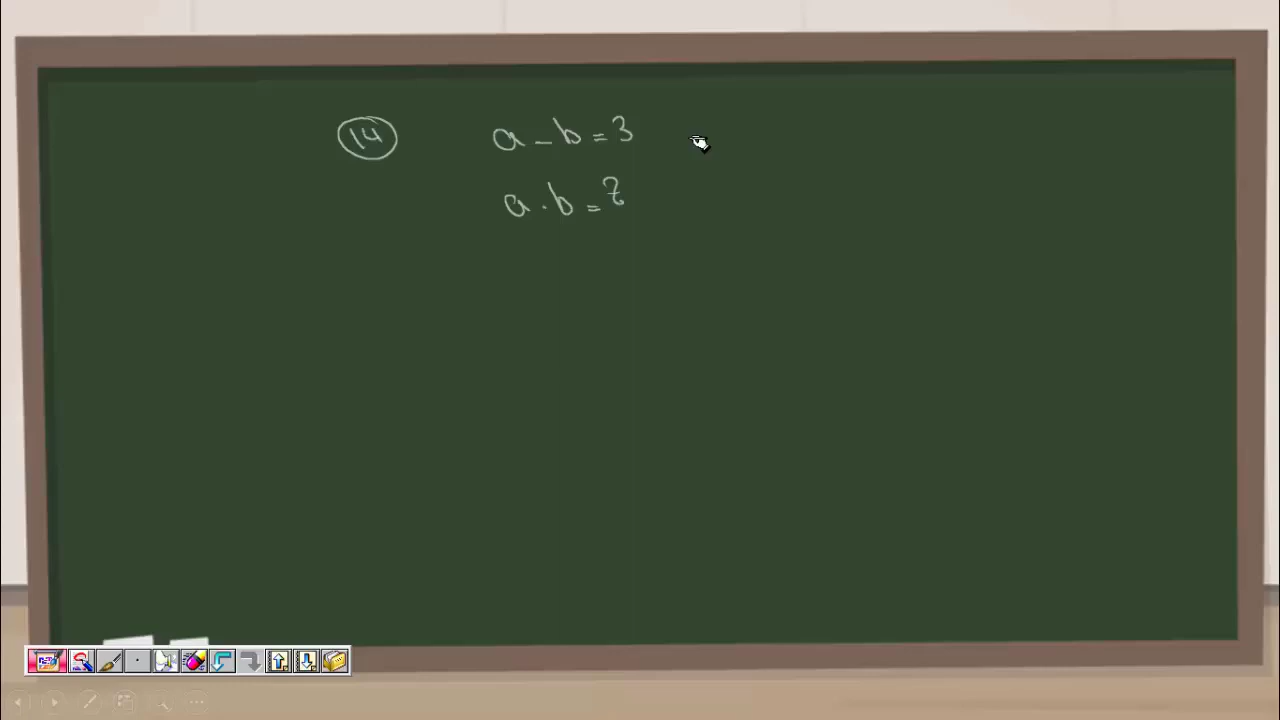 14 a - b = 3
a . b = 7